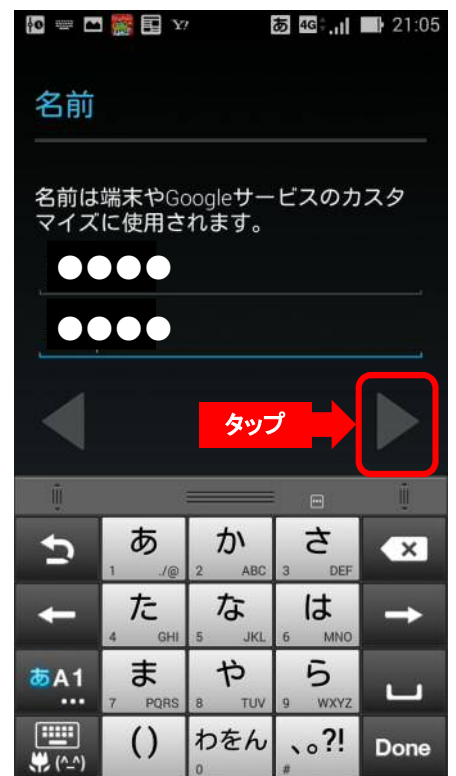 Y! あ 4G 21:05
名前
名前は端末やGoogleサービスのカスタ
マイズに使用されます。
●●●●
●●●●
タップ
あ か さ
1 ./@ 2 ABC 3 DEF
た な は
4 GHI 5 JKL 6 MNO
あA1 ま や ら
... 7 PQRS 8 TUV 9 WXYZ
(^_^) () わをん 、。?! Done
0 #